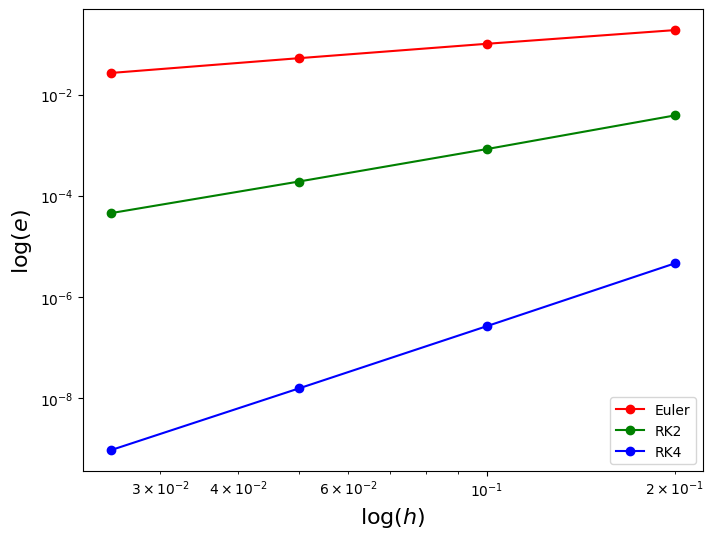 log(e)
10⁻²
10⁻⁴
10⁻⁶
10⁻⁸
Euler
RK2
RK4
3 × 10⁻²
4 × 10⁻²
6 × 10⁻²
10⁻¹
2 × 10⁻¹
log(h)